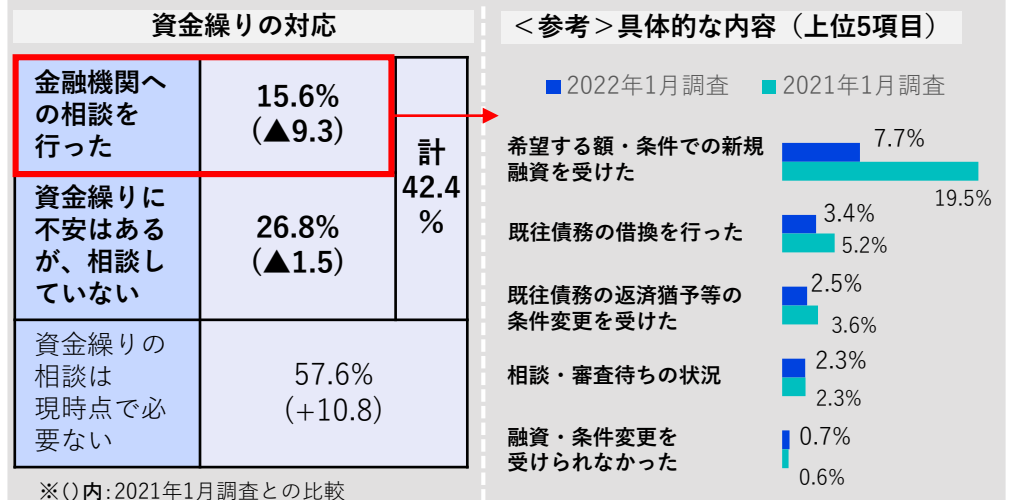 資金繰りの対応
金融機関へ
の相談を
行った
15.6%
(▲9.3)
計
42.4
%
資金繰りに
不安はある
が、相談し
ていない
26.8%
(▲1.5)
資金繰りの
相談は
現時点で必
要ない
57.6%
(+10.8)
※()内:2021年1月調査との比較
＜参考＞具体的な内容（上位5項目）
2022年1月調査 2021年1月調査
希望する額・条件での新規
融資を受けた
7.7%
19.5%
既往債務の借換を行った
3.4%
5.2%
既往債務の返済猶予等の
条件変更を受けた
2.5%
3.6%
相談・審査待ちの状況
2.3%
2.3%
融資・条件変更を
受けられなかった
0.7%
0.6%